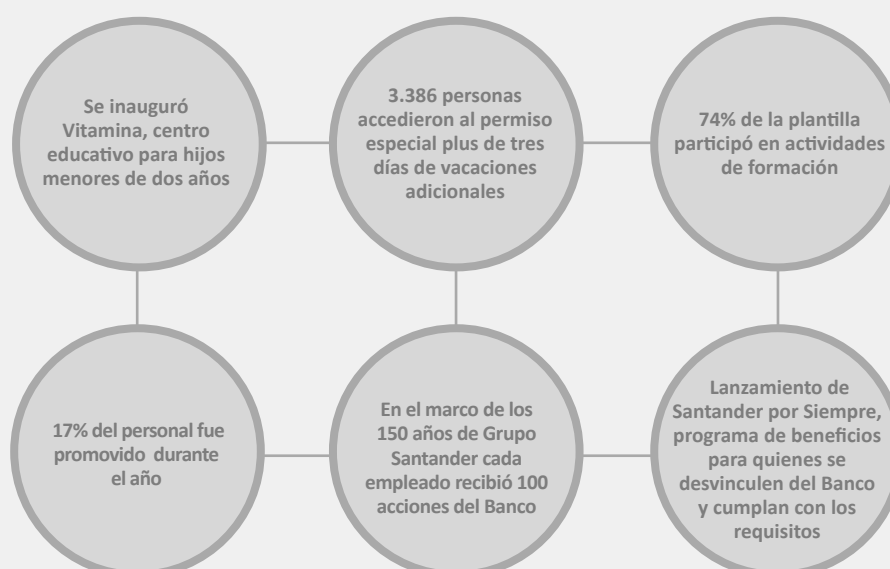 Se inauguró
Vitamina, centro
educativo para hijos
menores de dos años
3.386 personas
accedieron al permiso
especial plus de tres
días de vacaciones
adicionales
74% de la plantilla
participó en actividades
de formación
17% del personal fue
promovido durante
el año
En el marco de los
150 años de Grupo
Santander cada
empleado recibió 100
acciones del Banco
Lanzamiento de
Santander por Siempre,
programa de beneficios
para quienes se
desvinculen del Banco
y cumplan con los
requisitos